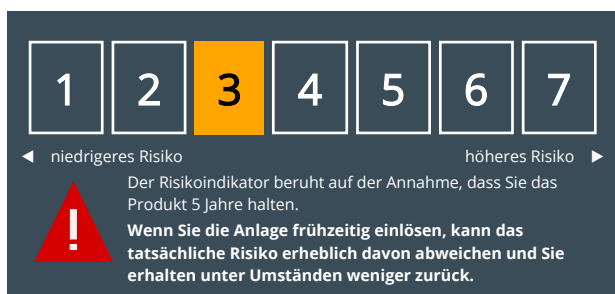 1 2 3 4 5 6 7
◄ niedrigeres Risiko höheres Risiko ►
!
Der Risikoindikator beruht auf der Annahme, dass Sie das
Produkt 5 Jahre halten.
Wenn Sie die Anlage frühzeitig einlösen, kann das
tatsächliche Risiko erheblich davon abweichen und Sie
erhalten unter Umständen weniger zurück.